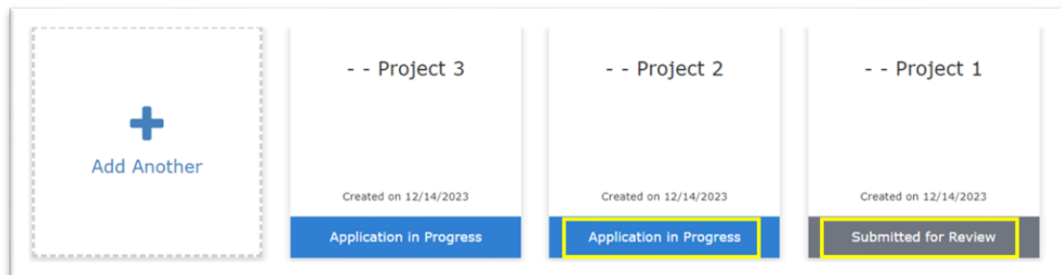 Add Another
- - Project 3
Created on 12/14/2023
Application in Progress
- - Project 2
Created on 12/14/2023
Application in Progress
- - Project 1
Created on 12/14/2023
Submitted for Review